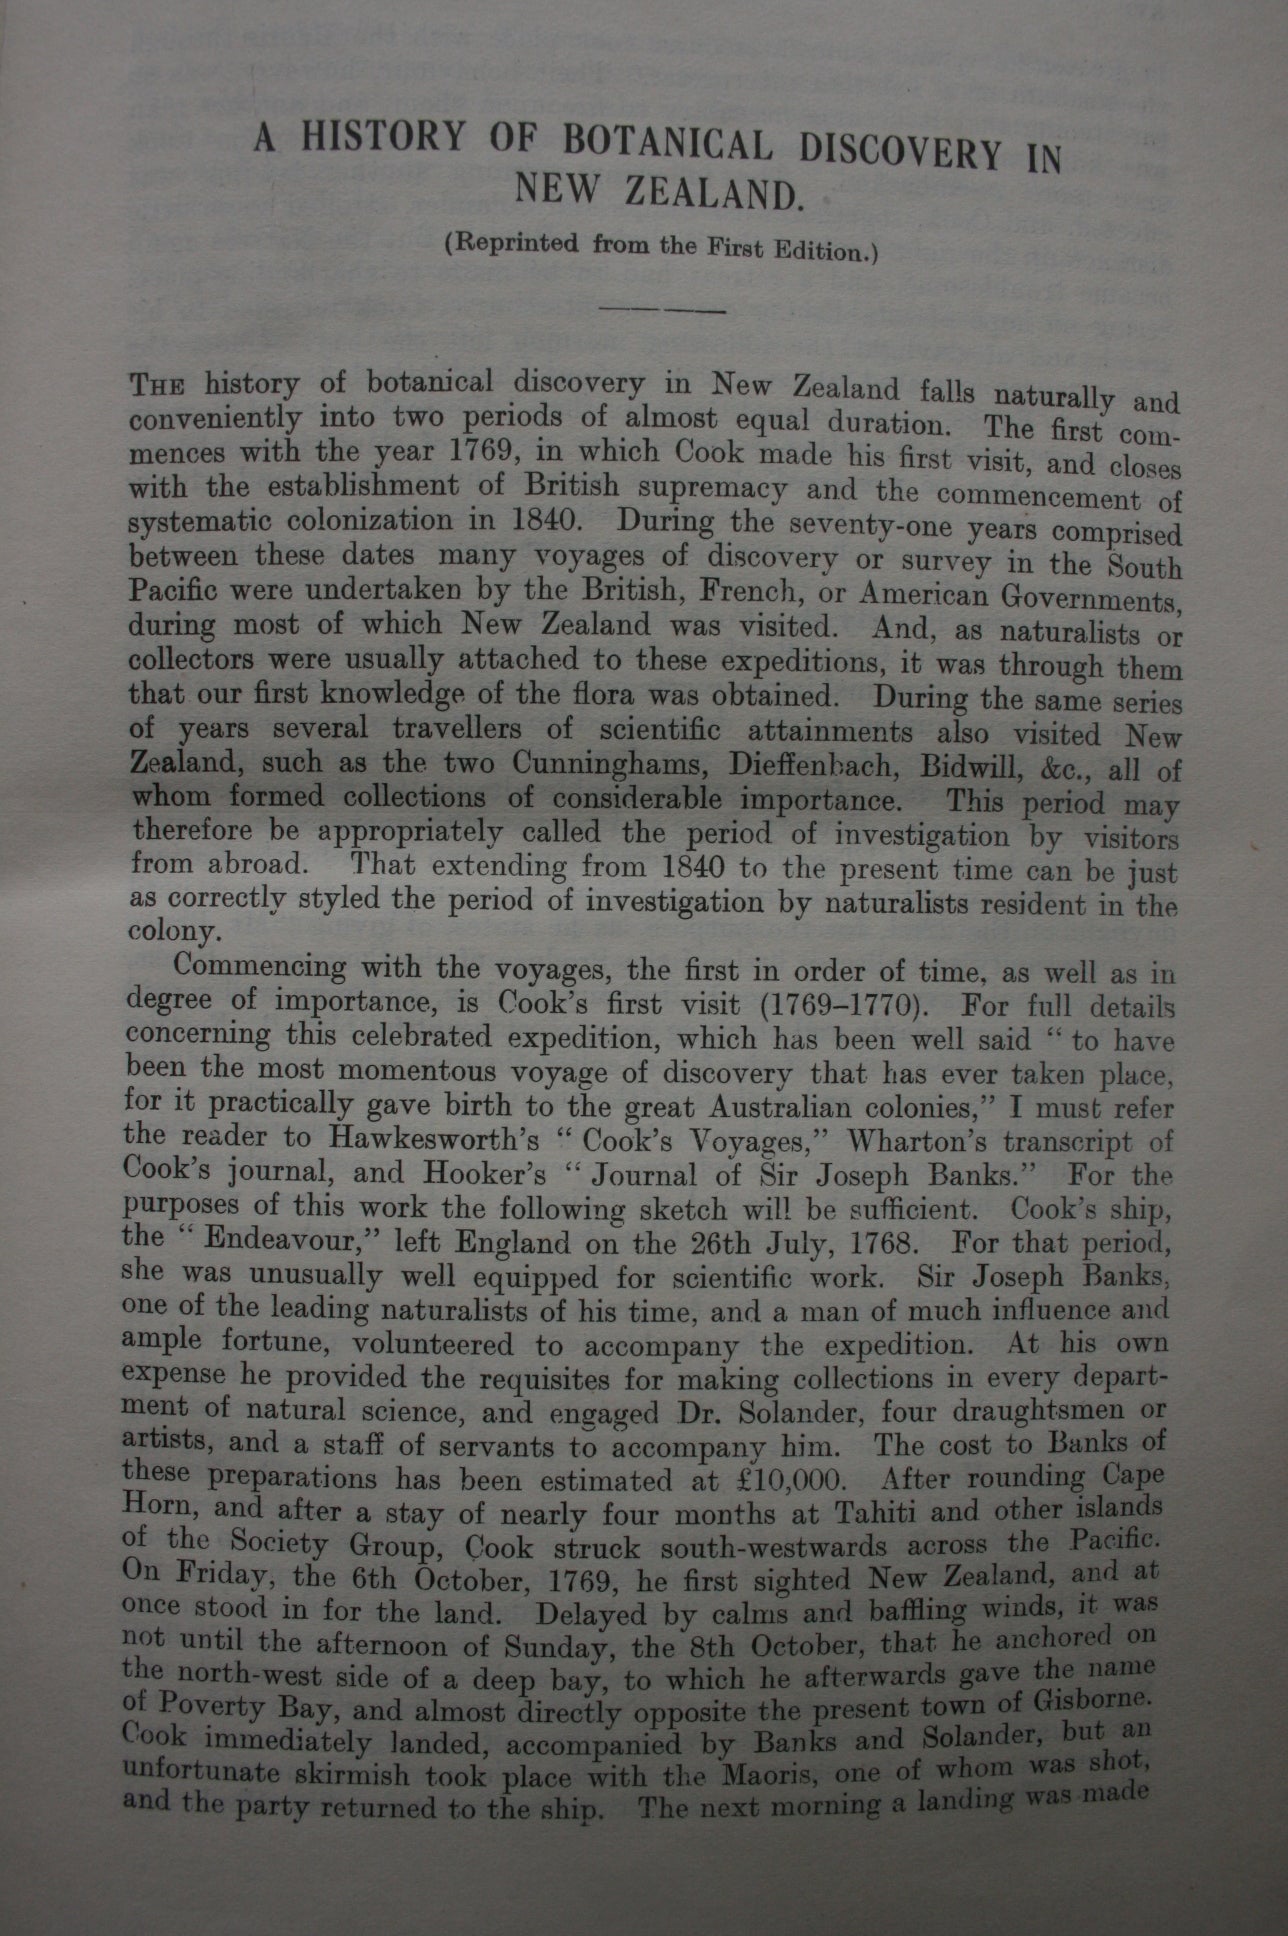 A HISTORY OF BOTANICAL DISCOVERY IN
NEW ZEALAND.
(Reprinted from the First Edition.)
THE history of botanical discovery in New Zealand falls naturally and
conveniently into two periods of almost equal duration. The first com-
mences with the year 1769, in which Cook made his first visit, and closes
with the establishment of British supremacy and the commencement of
systematic colonization in 1840. During the seventy-one years comprised
between these dates many voyages of discovery or survey in the South
Pacific were undertaken by the British, French, or American Governments,
during most of which New Zealand was visited. And, as naturalists or
collectors were usually attached to these expeditions, it was through them
that our first knowledge of the flora was obtained. During the same series
of years several travellers of scientific attainments also visited New
Zealand, such as the two Cunninghams, Dieffenbach, Bidwill, &c., all of
whom formed collections of considerable importance. This period may
therefore be appropriately called the period of investigation by visitors
from abroad. That extending from 1840 to the present time can be just
as correctly styled the period of investigation by naturalists resident in the
colony.
Commencing with the voyages, the first in order of time, as well as in
degree of importance, is Cook's first visit (1769–1770). For full details
concerning this celebrated expedition, which has been well said "to have
been the most momentous voyage of discovery that has ever taken place,
for it practically gave birth to the great Australian colonies," I must refer
the reader to Hawkesworth's "Cook's Voyages," Wharton's transcript of
Cook's journal, and Hooker's "Journal of Sir Joseph Banks." For the
purposes of this work the following sketch will be sufficient. Cook's ship,
the "Endeavour," left England on the 26th July, 1768. For that period,
she was unusually well equipped for scientific work. Sir Joseph Banks,
one of the leading naturalists of his time, and a man of much influence and
ample fortune, volunteered to accompany the expedition. At his own
expense he provided the requisites for making collections in every depart-
ment of natural science, and engaged Dr. Solander, four draughtsmen or
artists, and a staff of servants to accompany him. The cost to Banks of
these preparations has been estimated at £10,000. After rounding Cape
Horn, and after a stay of nearly four months at Tahiti and other islands
of the Society Group, Cook struck south-westwards across the Pacific.
On Friday, the 6th October, 1769, he first sighted New Zealand, and at
once stood in for the land. Delayed by calms and baffling winds, it was
not until the afternoon of Sunday, the 8th October, that he anchored on
the north-west side of a deep bay, to which he afterwards gave the name
of Poverty Bay, and almost directly opposite the present town of Gisborne.
Cook immediately landed, accompanied by Banks and Solander, but an
unfortunate skirmish took place with the Maoris, one of whom was shot,
and the party returned to the ship. The next morning a landing was made